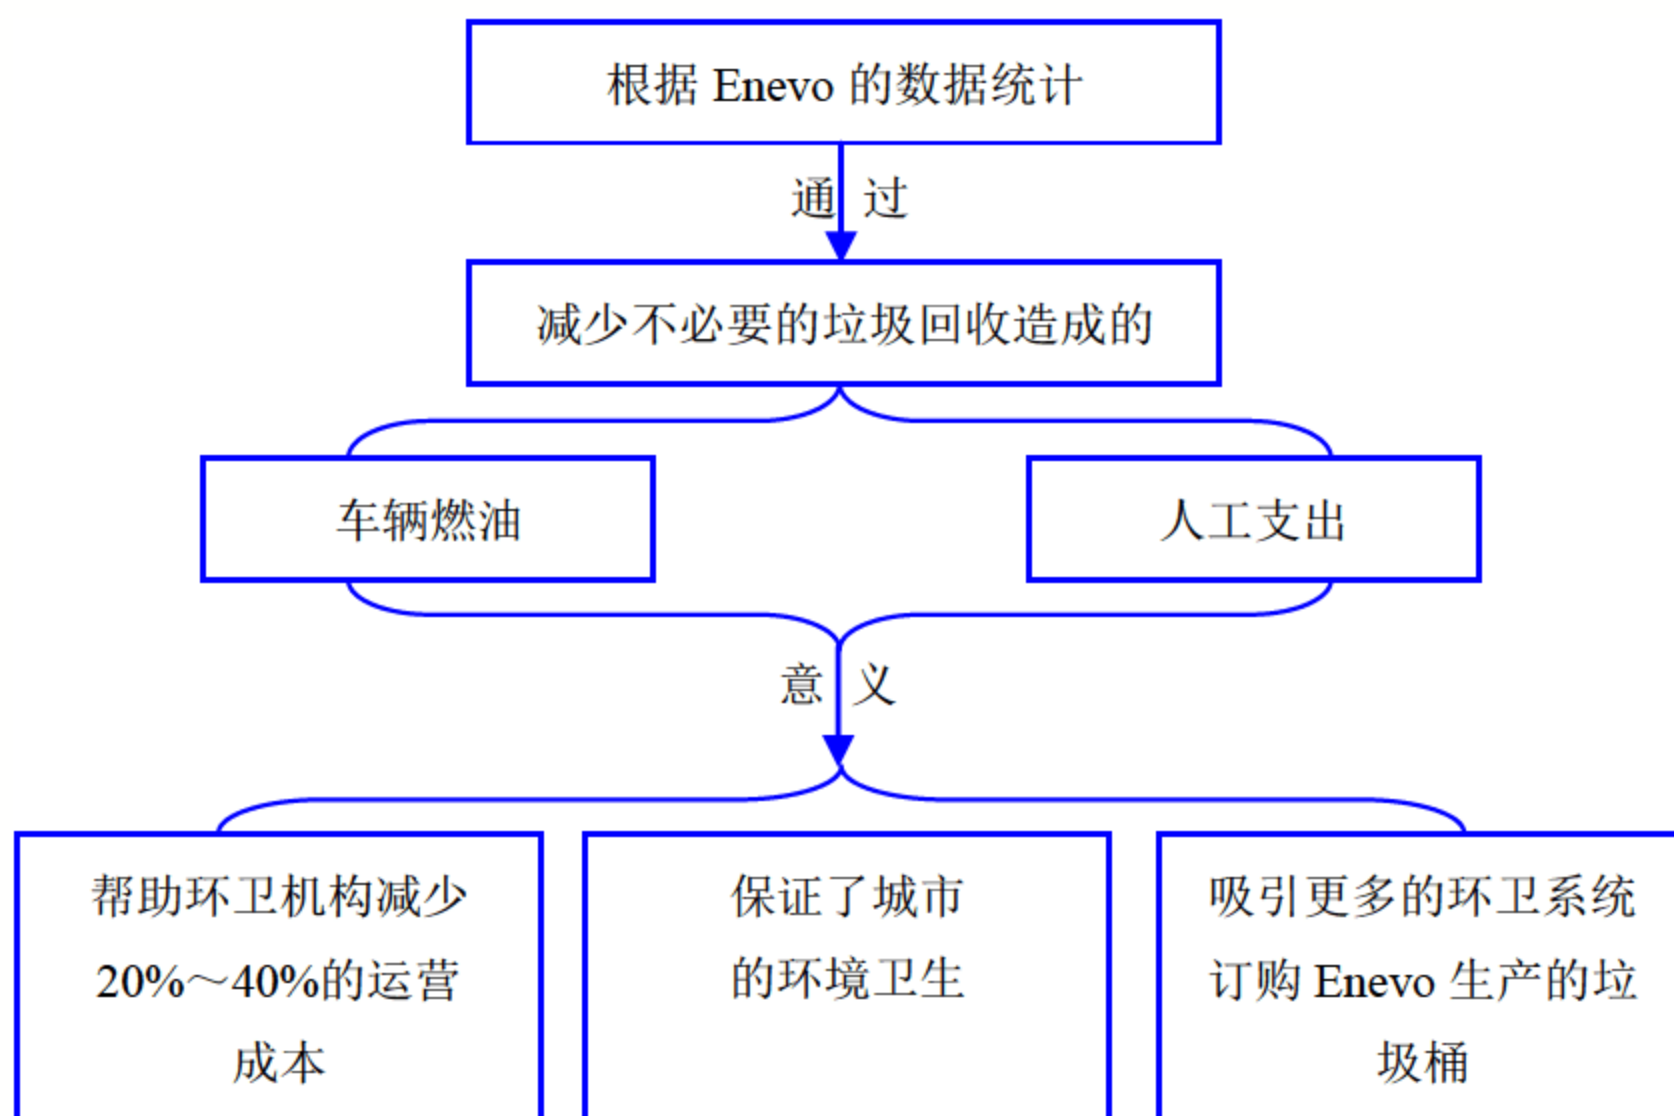 根据 Enevo 的数据统计
通 过
减少不必要的垃圾回收造成的
车辆燃油
人工支出
意 义
帮助环卫机构减少
20%～40%的运营
成本
保证了城市
的环境卫生
吸引更多的环卫系统
订购 Enevo 生产的垃
圾桶